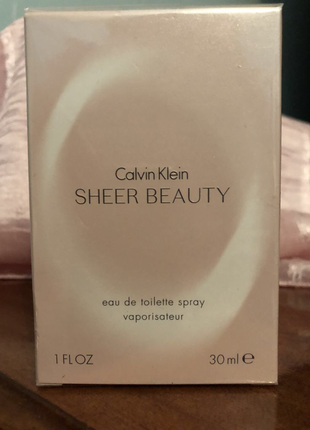 Calvin Klein
SHEER BEAUTY
eau de toilette spray
vaporisateur
1 FL OZ 30 ml ℮